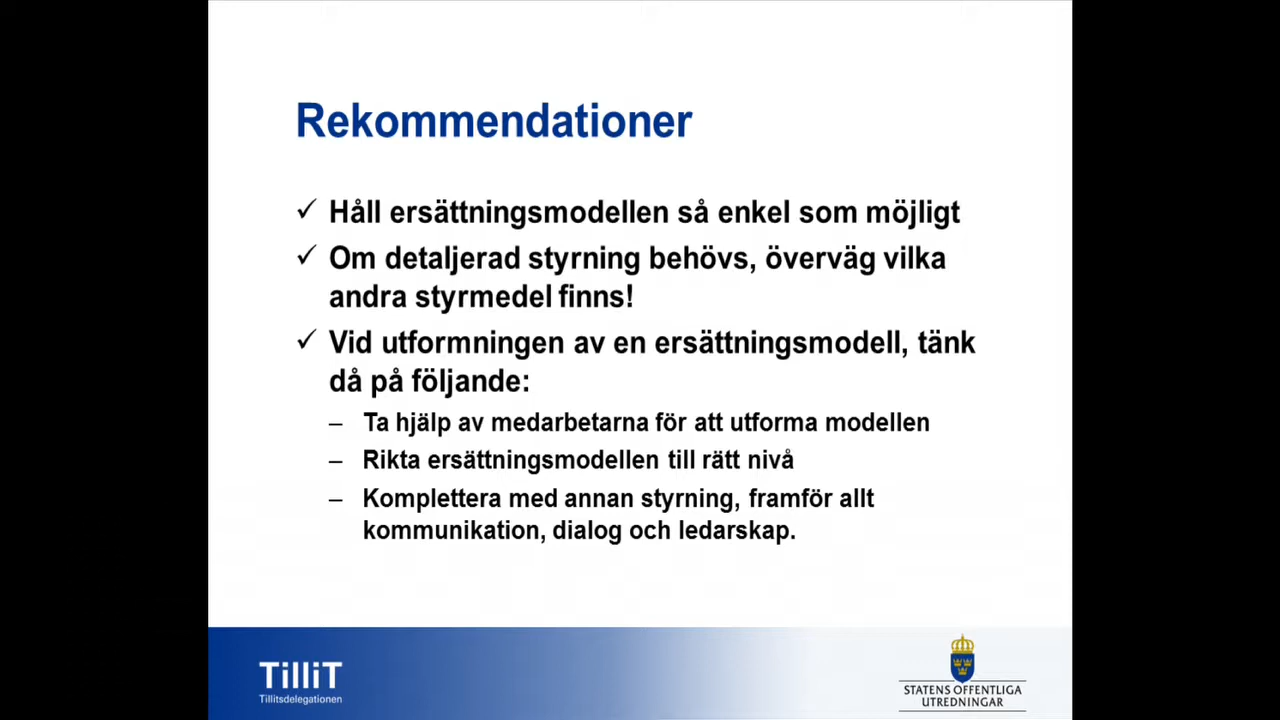 Rekommendationer
✓ Håll ersättningsmodellen så enkel som möjligt
✓ Om detaljerad styrning behövs, överväg vilka
andra styrmedel finns!
✓ Vid utformningen av en ersättningsmodell, tänk
då på följande:
– Ta hjälp av medarbetarna för att utforma modellen
– Rikta ersättningsmodellen till rätt nivå
– Komplettera med annan styrning, framför allt
kommunikation, dialog och ledarskap.
TilliT
Tillitsdelegationen
STATENS OFFENTLIGA
UTREDNINGAR